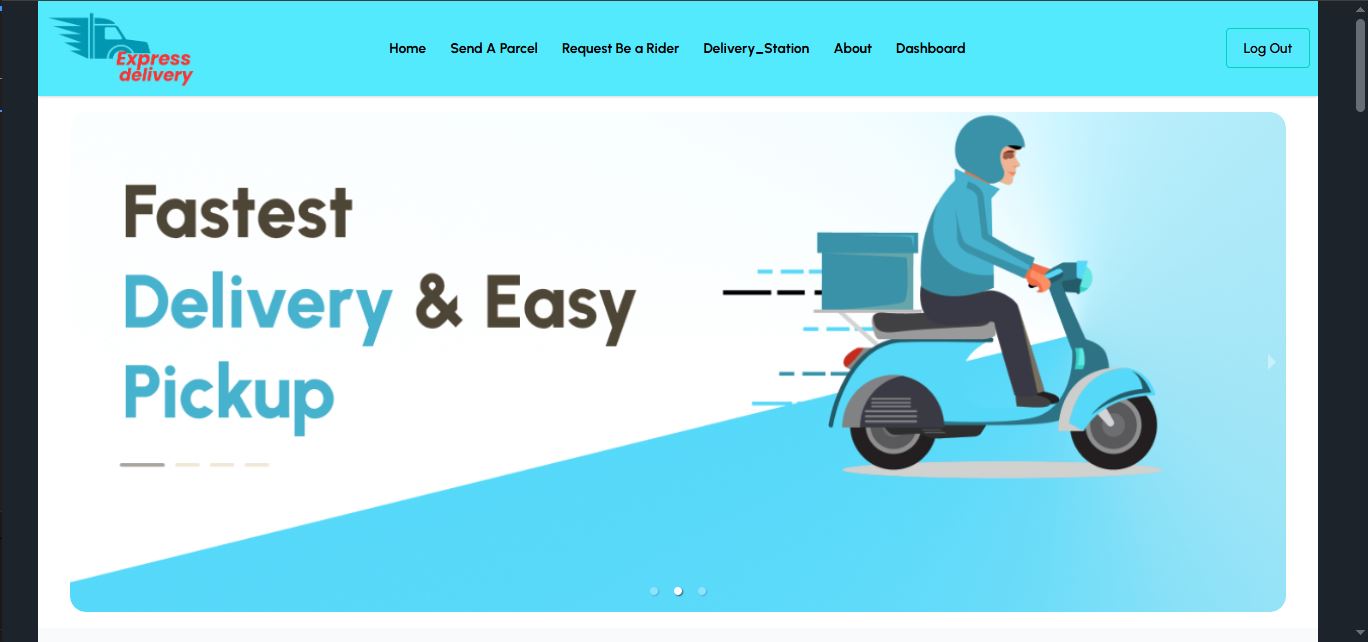 Express
delivery
Home Send A Parcel Request Be a Rider Delivery_Station About Dashboard Log Out
Fastest
Delivery & Easy
Pickup